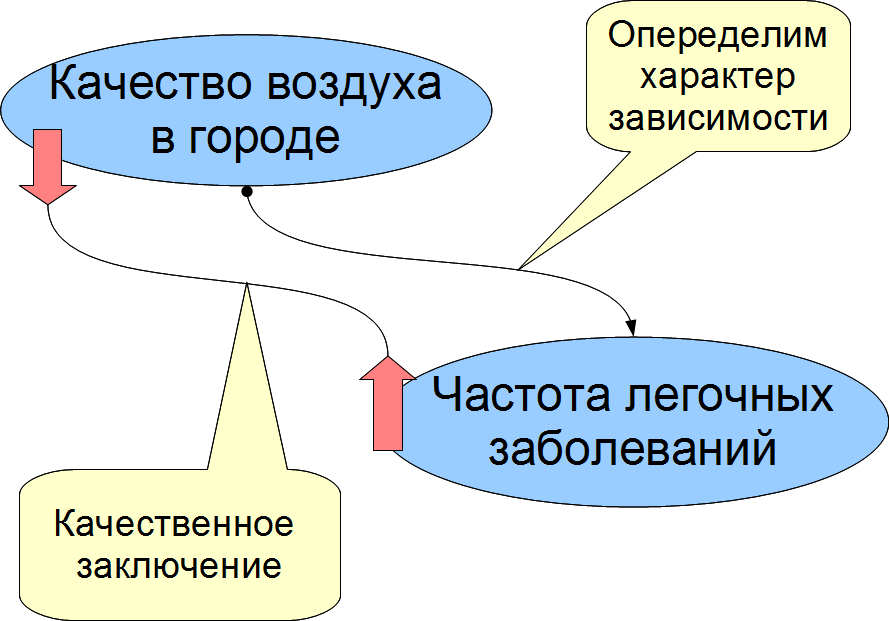 Качество воздуха
в городе
Опеределим
характер
зависимости
Частота легочных
заболеваний
Качественное
заключение